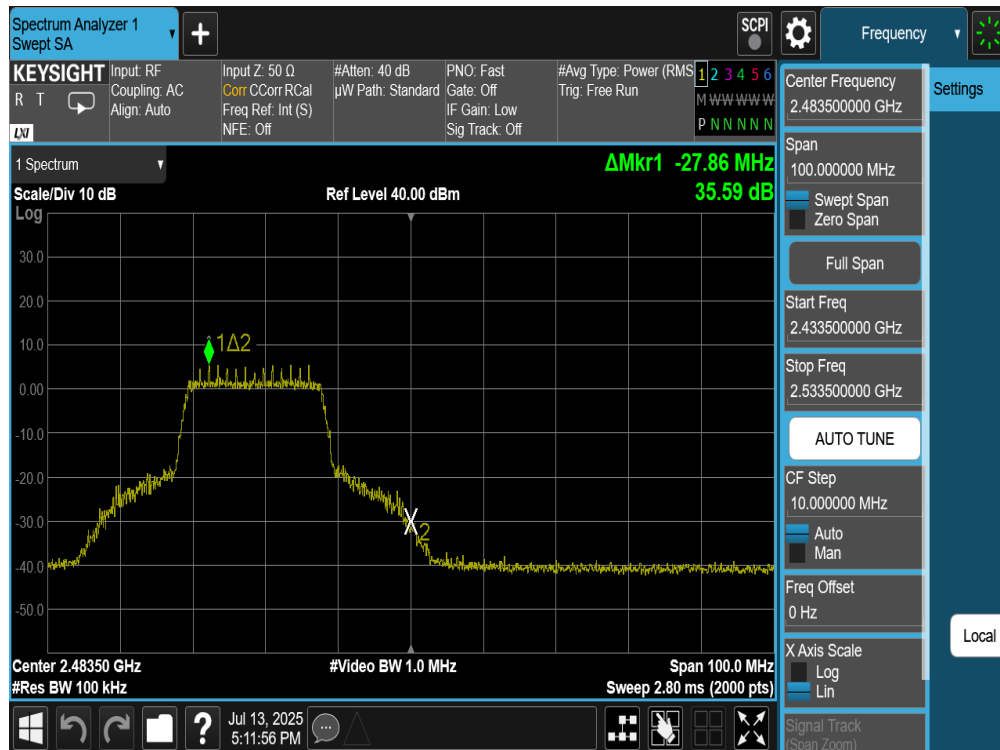 Spectrum Analyzer 1
Swept SA
+
SCPI
Frequency
KEYSIGHT
R T
LXI
Input: RF
Coupling: AC
Align: Auto
Input Z: 50 Ω
Corr CCorr RCal
Freq Ref: Int (S)
NFE: Off
#Atten: 40 dB
µW Path: Standard
PNO: Fast
Gate: Off
IF Gain: Low
Sig Track: Off
#Avg Type: Power (RMS
Trig: Free Run
1 2 3 4 5 6
M W W W W W
P N N N N N
1 Spectrum
ΔMkr1 -27.86 MHz
35.59 dB
Scale/Div 10 dB
Ref Level 40.00 dBm
Log
30.0
20.0
10.0
0.00
-10.0
-20.0
-30.0
-40.0
-50.0
1Δ2
X2
Center 2.48350 GHz
#Video BW 1.0 MHz
Span 100.0 MHz
#Res BW 100 kHz
Sweep 2.80 ms (2000 pts)
Jul 13, 2025
5:11:56 PM
?
Center Frequency
2.483500000 GHz
Span
100.000000 MHz
Swept Span
Zero Span
Full Span
Start Freq
2.433500000 GHz
Stop Freq
2.533500000 GHz
AUTO TUNE
CF Step
10.000000 MHz
Auto
Man
Freq Offset
0 Hz
X Axis Scale
Log
Lin
Signal Track
(Span Zoom)
Settings
Local